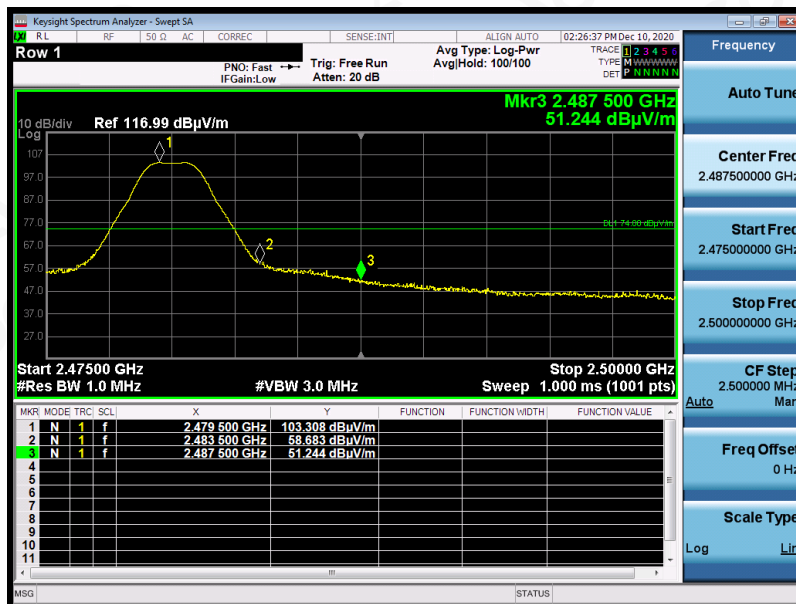 Keysight Spectrum Analyzer - Swept SA
LXI RL RF 50 Ω AC CORREC SENSE:INT ALIGN AUTO 02:26:37 PM Dec 10, 2020
Row 1
PNO: Fast
IFGain:Low
Trig: Free Run
Atten: 20 dB
Avg Type: Log-Pwr
Avg|Hold: 100/100
TRACE 1 2 3 4 5 6
TYPE M W W W W W
DET P N N N N N
Mkr3 2.487 500 GHz
51.244 dBµV/m
10 dB/div Ref 116.99 dBµV/m
Log
107
97.0
87.0
77.0
67.0
57.0
47.0
37.0
27.0
1
2
3
DL1 74.00 dBµV/m
Start 2.47500 GHz Stop 2.50000 GHz
#Res BW 1.0 MHz #VBW 3.0 MHz Sweep 1.000 ms (1001 pts)
MKR MODE TRC SCL X Y FUNCTION FUNCTION WIDTH FUNCTION VALUE
1 N 1 f 2.479 500 GHz 103.308 dBµV/m
2 N 1 f 2.483 500 GHz 58.683 dBµV/m
3 N 1 f 2.487 500 GHz 51.244 dBµV/m
4
5
6
7
8
9
10
11
MSG STATUS
Frequency
Auto Tune
Center Freq
2.487500000 GHz
Start Freq
2.475000000 GHz
Stop Freq
2.500000000 GHz
CF Step
2.500000 MHz
Auto Man
Freq Offset
0 Hz
Scale Type
Log Lin